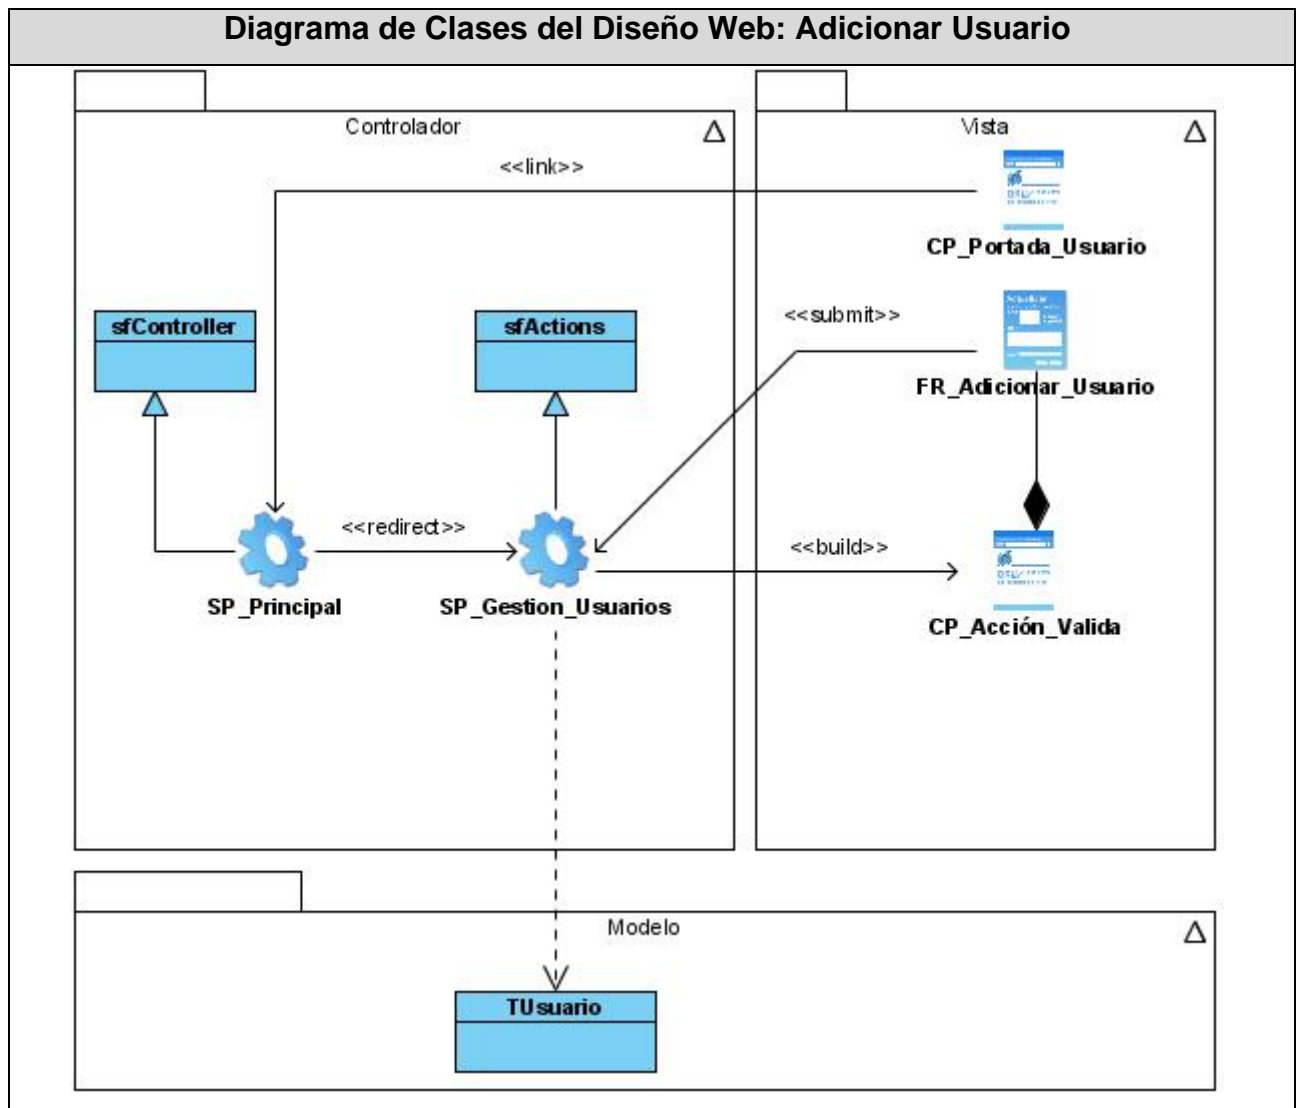 Diagrama de Clases del Diseño Web: Adicionar Usuario
Controlador
Vista
<<link>>
CP_Portada_Usuario
sfController
sfActions
<<submit>>
FR_Adicionar_Usuario
<<redirect>>
<<build>>
SP_Principal
SP_Gestion_Usuarios
CP_Acción_Valida
Modelo
TUsuario